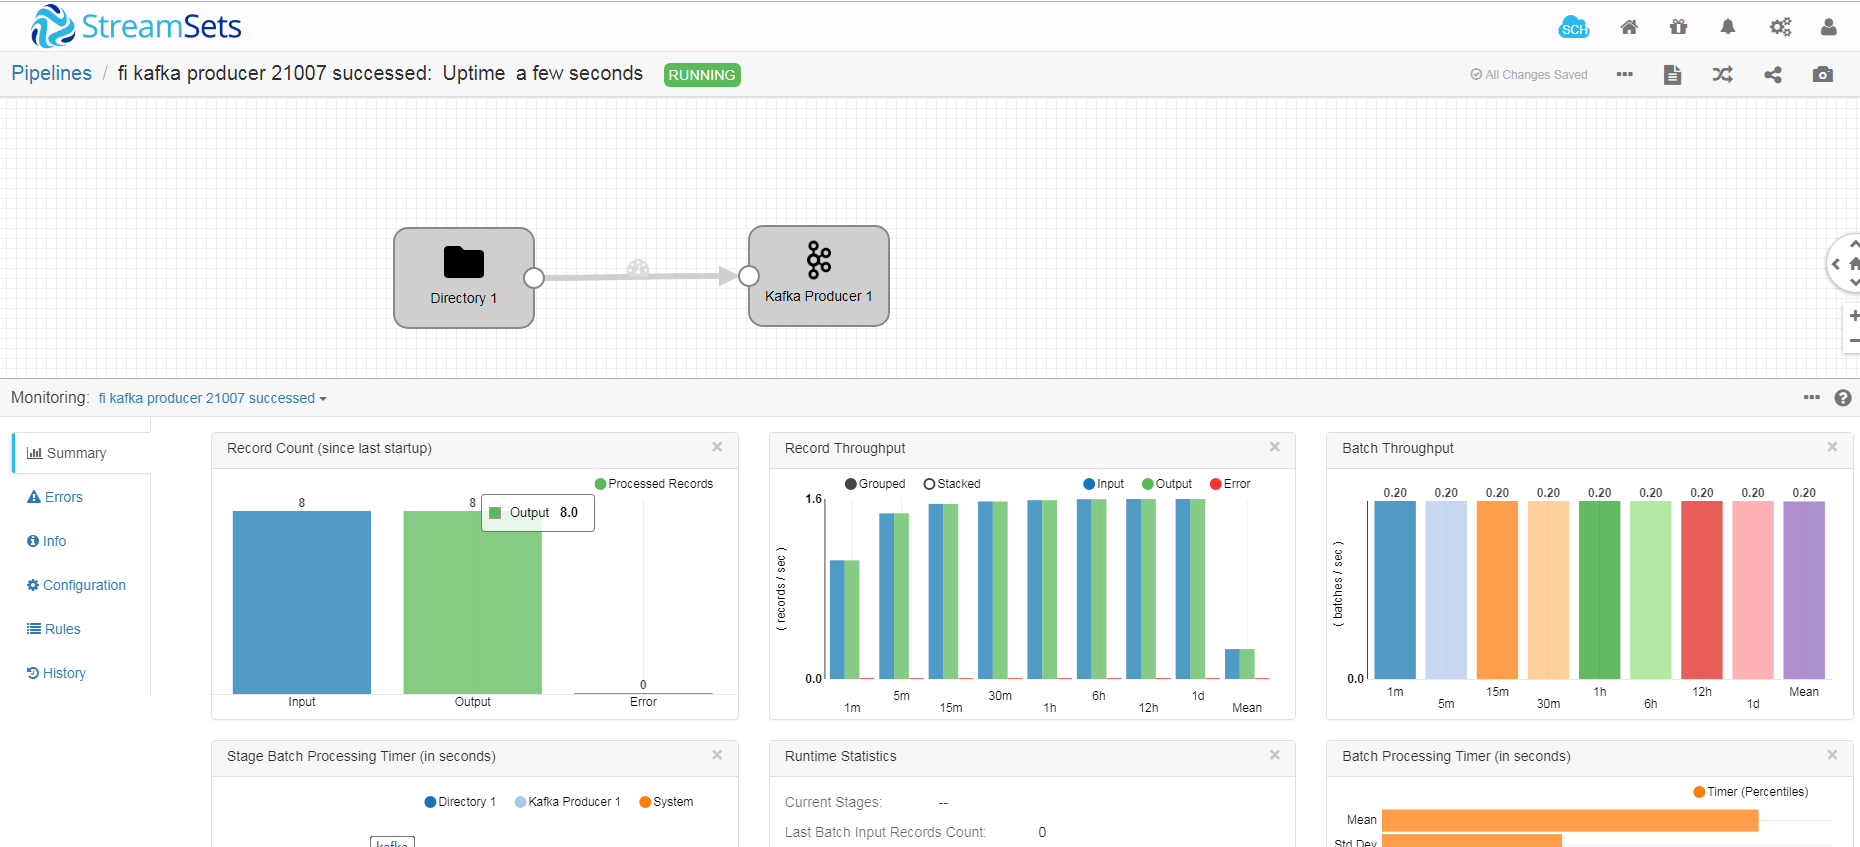 StreamSets
SCH
Pipelines / fi kafka producer 21007 successed: Uptime a few seconds RUNNING
All Changes Saved
Directory 1
Kafka Producer 1
Monitoring: fi kafka producer 21007 successed
Summary
Errors
Info
Configuration
Rules
History
Record Count (since last startup)
Processed Records
8
8
Output 8.0
0
Input
Output
Error
Record Throughput
Grouped
Stacked
Input
Output
Error
1.6
( records / sec )
0.0
1m
5m
15m
30m
1h
6h
12h
1d
Mean
Batch Throughput
0.20 0.20 0.20 0.20 0.20 0.20 0.20 0.20 0.20
( batches / sec )
0.0
1m
5m
15m
30m
1h
6h
12h
1d
Mean
Stage Batch Processing Timer (in seconds)
Directory 1
Kafka Producer 1
System
kafka
Runtime Statistics
Current Stages: --
Last Batch Input Records Count: 0
Batch Processing Timer (in seconds)
Timer (Percentiles)
Mean
Std Dev